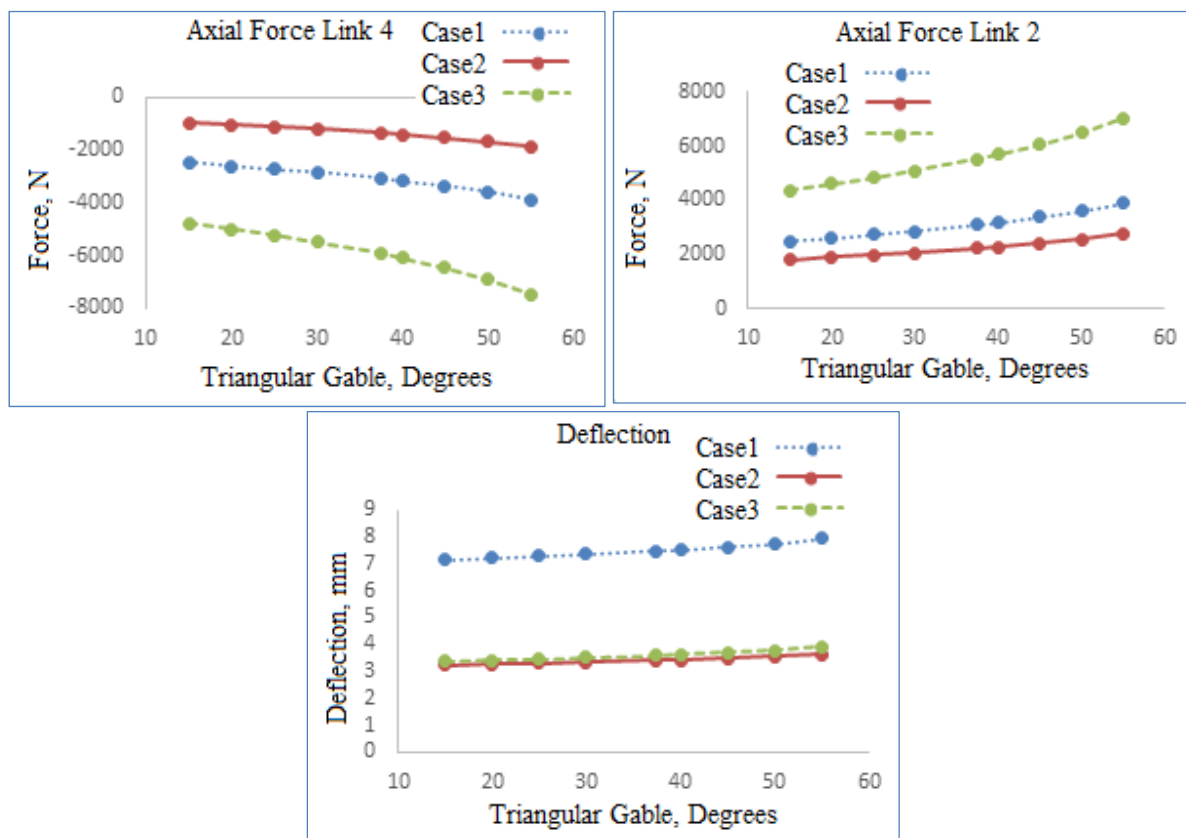 Axial Force Link 4
Case1
Case2
Case3
0
-2000
-4000
-6000
-8000
Force, N
10 20 30 40 50 60
Triangular Gable, Degrees
Axial Force Link 2
Case1
Case2
Case3
8000
6000
4000
2000
0
Force, N
10 20 30 40 50 60
Triangular Gable, Degrees
Deflection
Case1
Case2
Case3
9
8
7
6
5
4
3
2
1
0
Deflection, mm
10 20 30 40 50 60
Triangular Gable, Degrees